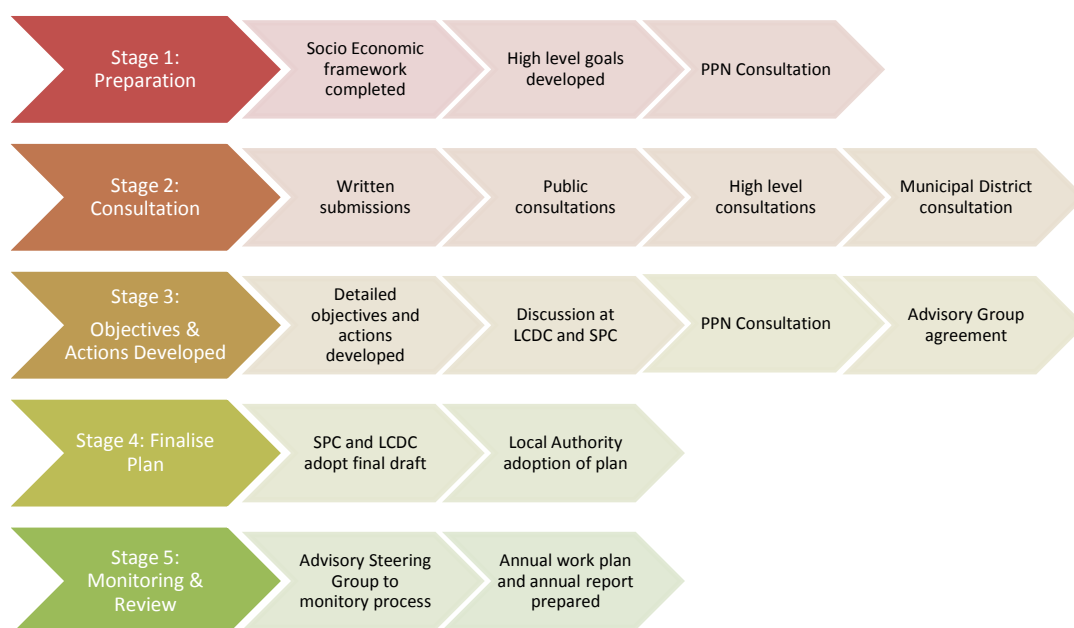 Stage 1:
Preparation
Socio Economic
framework
completed
High level goals
developed
PPN Consultation
Stage 2:
Consultation
Written
submissions
Public
consultations
High level
consultations
Municipal District
consultation
Stage 3:
Objectives &
Actions Developed
Detailed
objectives and
actions
developed
Discussion at
LCDC and SPC
PPN Consultation
Advisory Group
agreement
Stage 4: Finalise
Plan
SPC and LCDC
adopt final draft
Local Authority
adoption of plan
Stage 5:
Monitoring &
Review
Advisory Steering
Group to
monitory process
Annual work plan
and annual report
prepared